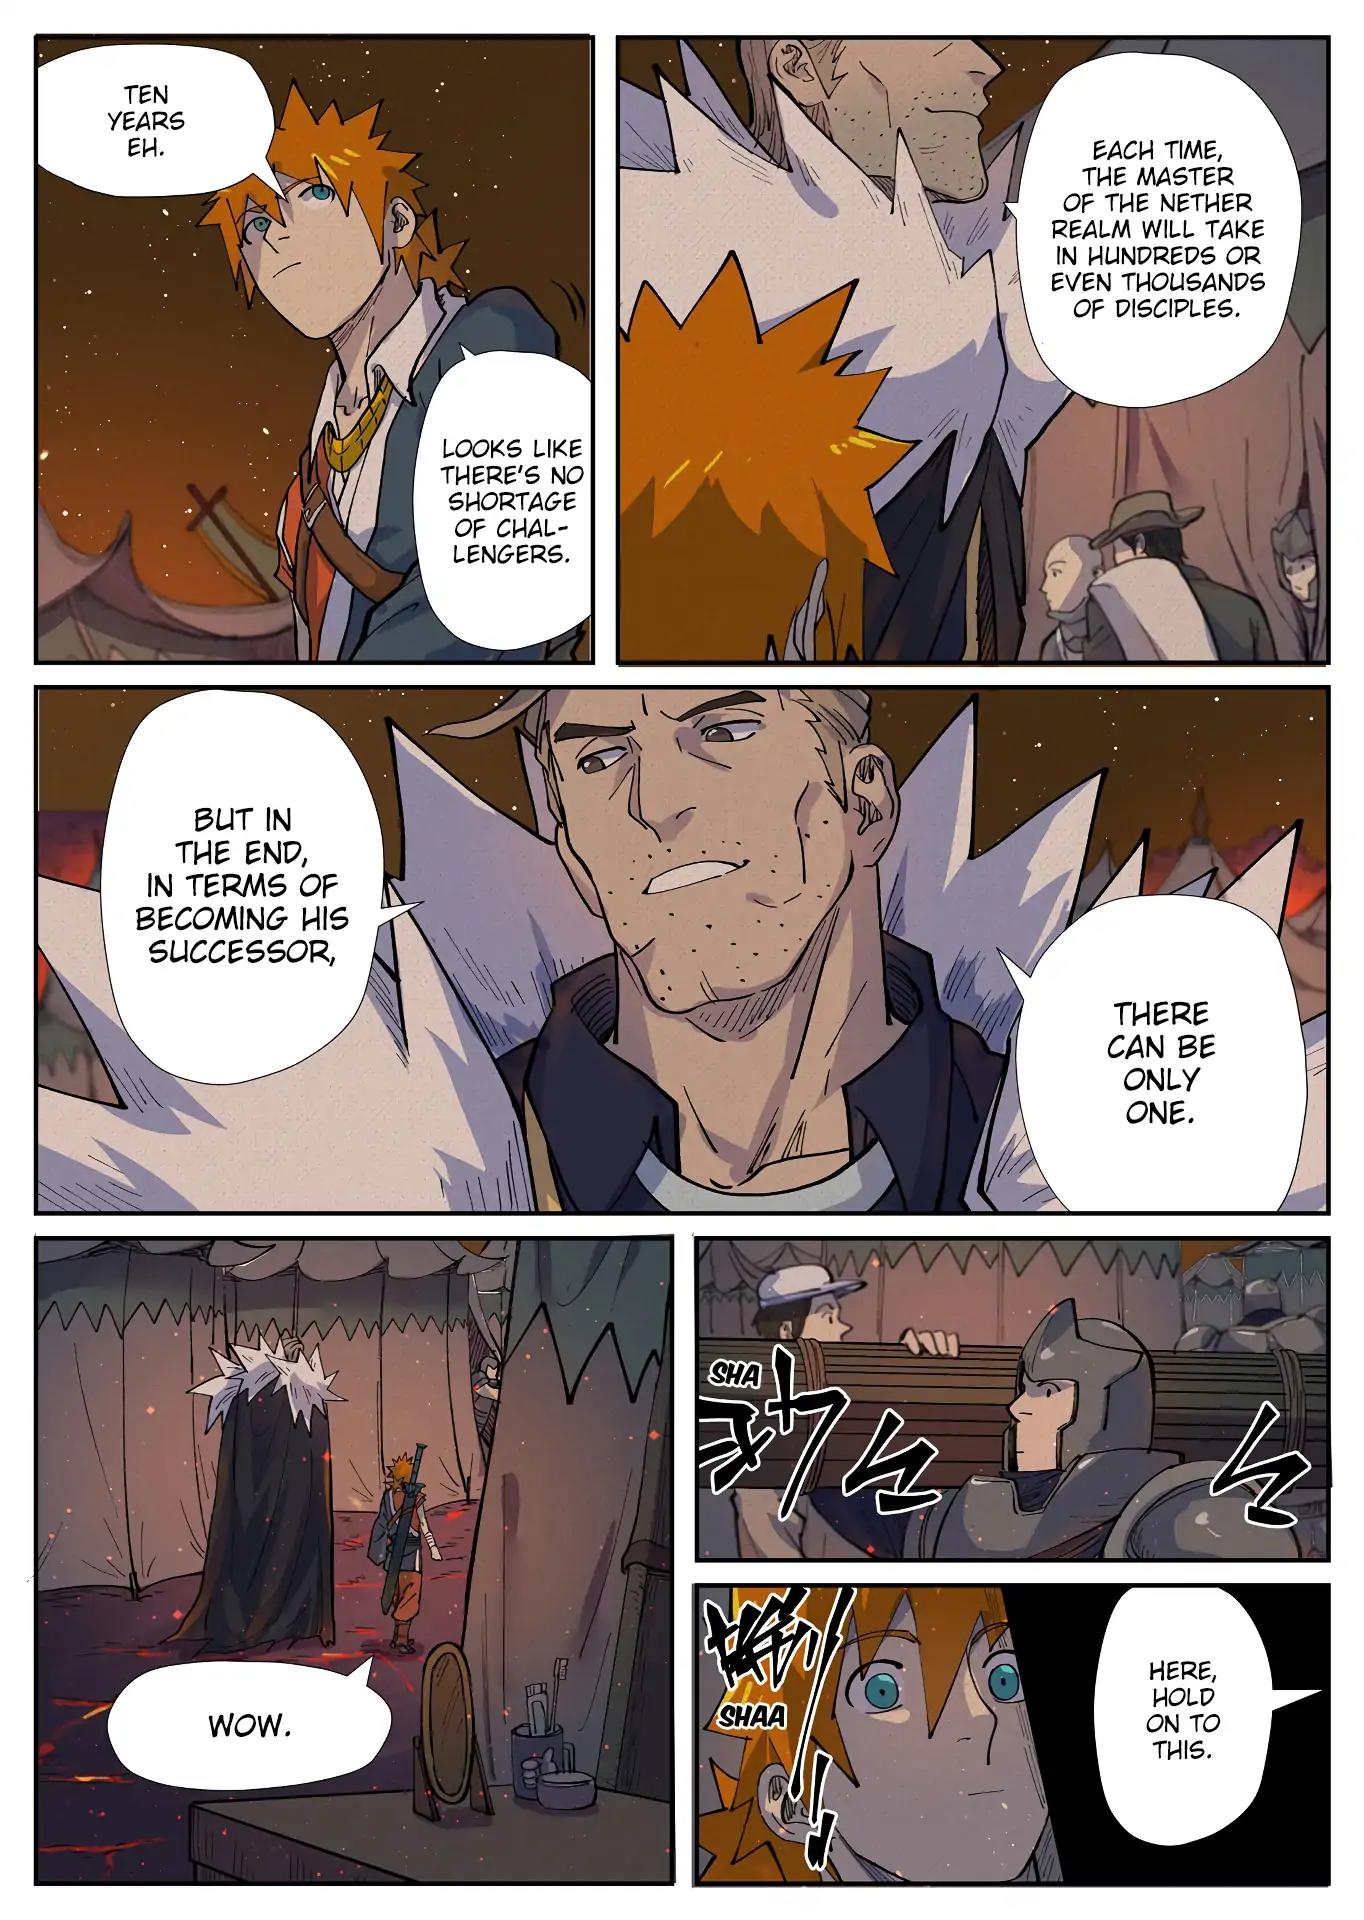 TEN
YEARS
EH.
LOOKS LIKE
THERE'S NO
SHORTAGE
OF CHAL-
LENGERS.
EACH TIME,
THE MASTER
OF THE NETHER
REALM WILL TAKE
IN HUNDREDS OR
EVEN THOUSANDS
OF DISCIPLES.
BUT IN
THE END,
IN TERMS OF
BECOMING HIS
SUCCESSOR,
THERE
CAN BE
ONLY
ONE.
WOW.
SHA
SHAA
HERE,
HOLD
ON TO
THIS.